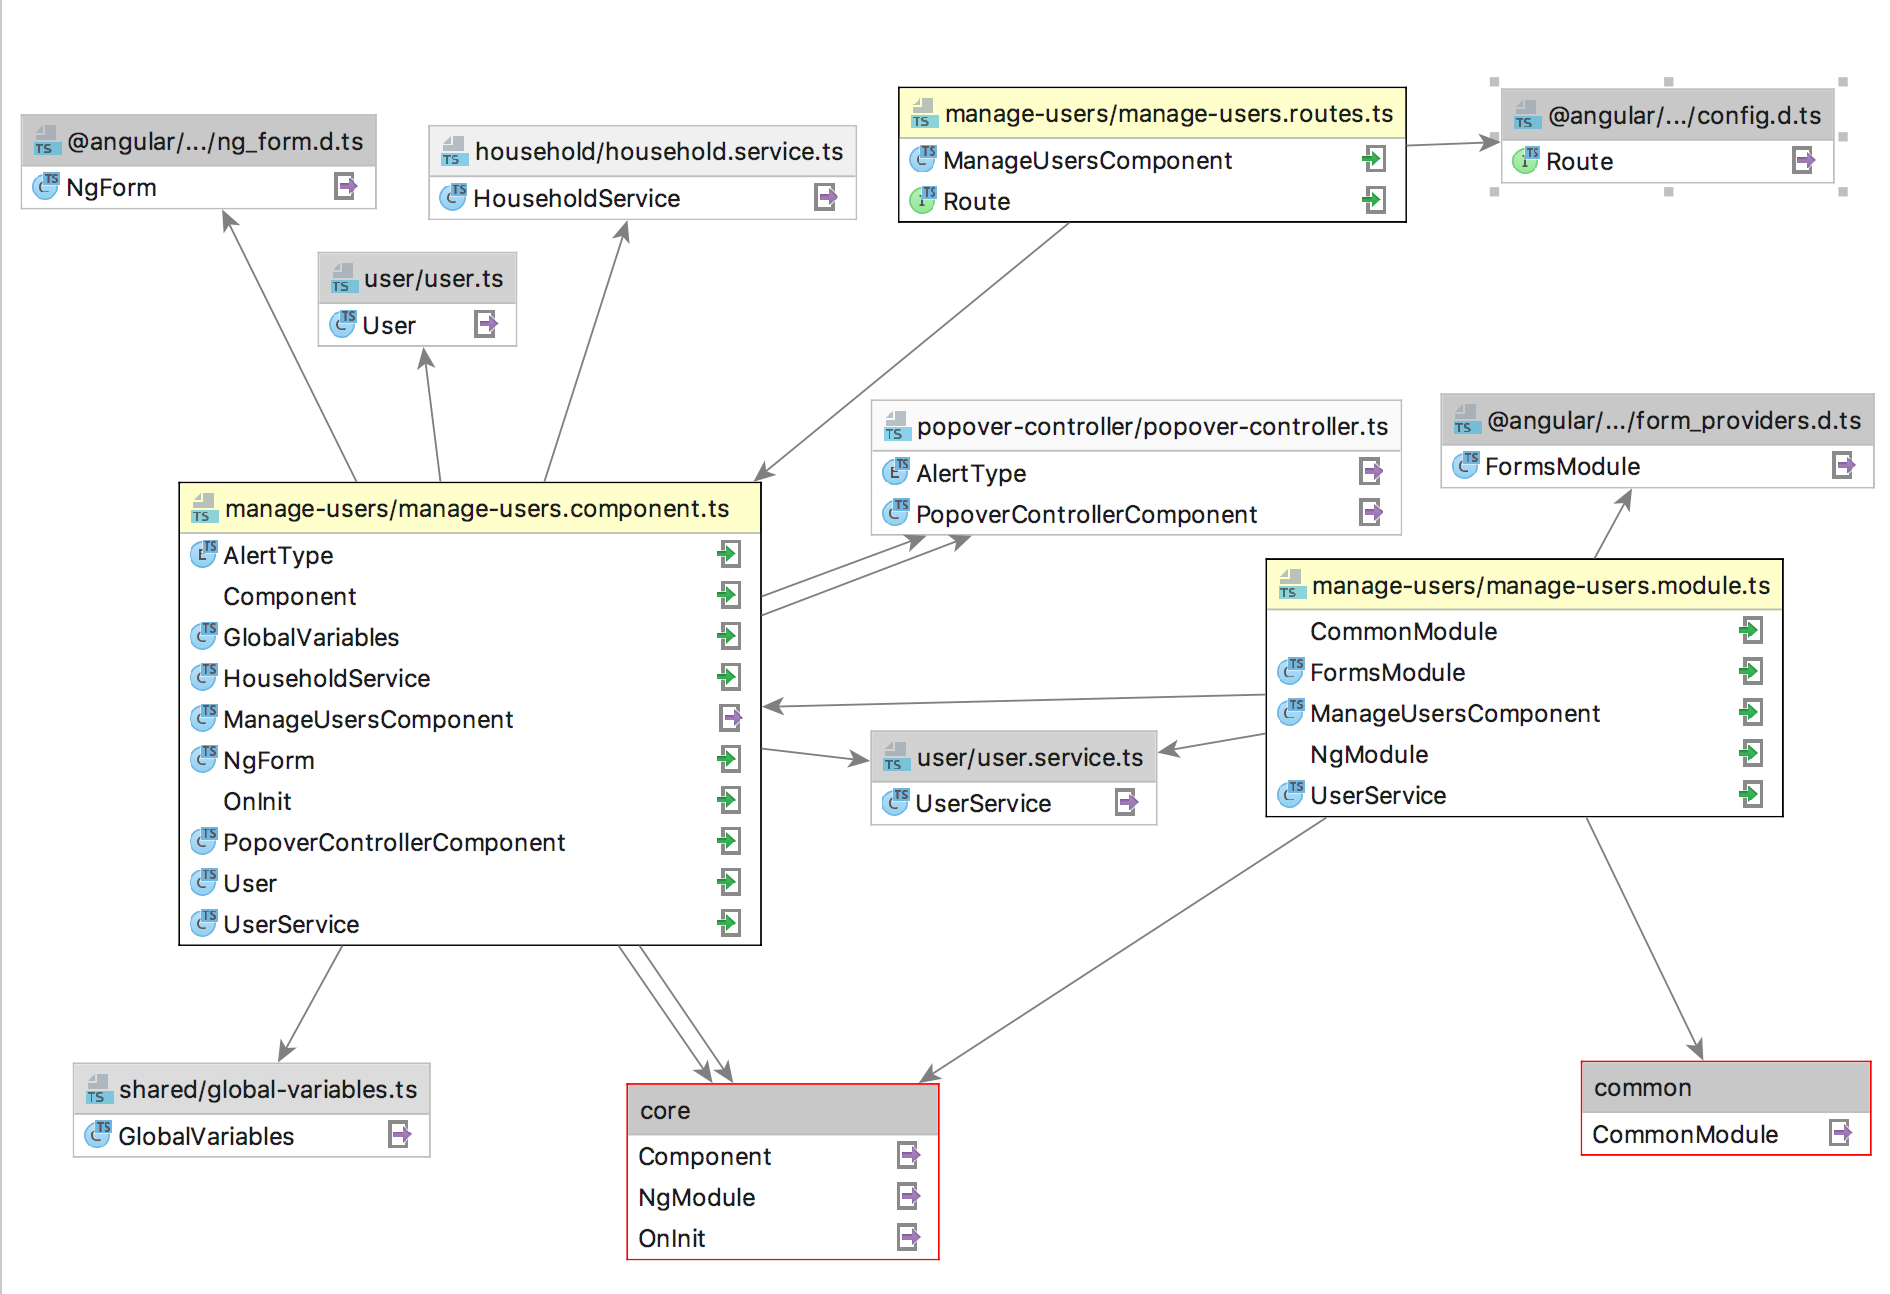 @angular/.../ng_form.d.ts
NgForm
household/household.service.ts
HouseholdService
manage-users/manage-users.routes.ts
ManageUsersComponent
Route
@angular/.../config.d.ts
Route
user/user.ts
User
popover-controller/popover-controller.ts
AlertType
PopoverControllerComponent
@angular/.../form_providers.d.ts
FormsModule
manage-users/manage-users.component.ts
AlertType
Component
GlobalVariables
HouseholdService
ManageUsersComponent
NgForm
OnInit
PopoverControllerComponent
User
UserService
manage-users/manage-users.module.ts
CommonModule
FormsModule
ManageUsersComponent
NgModule
UserService
user/user.service.ts
UserService
shared/global-variables.ts
GlobalVariables
core
Component
NgModule
OnInit
common
CommonModule